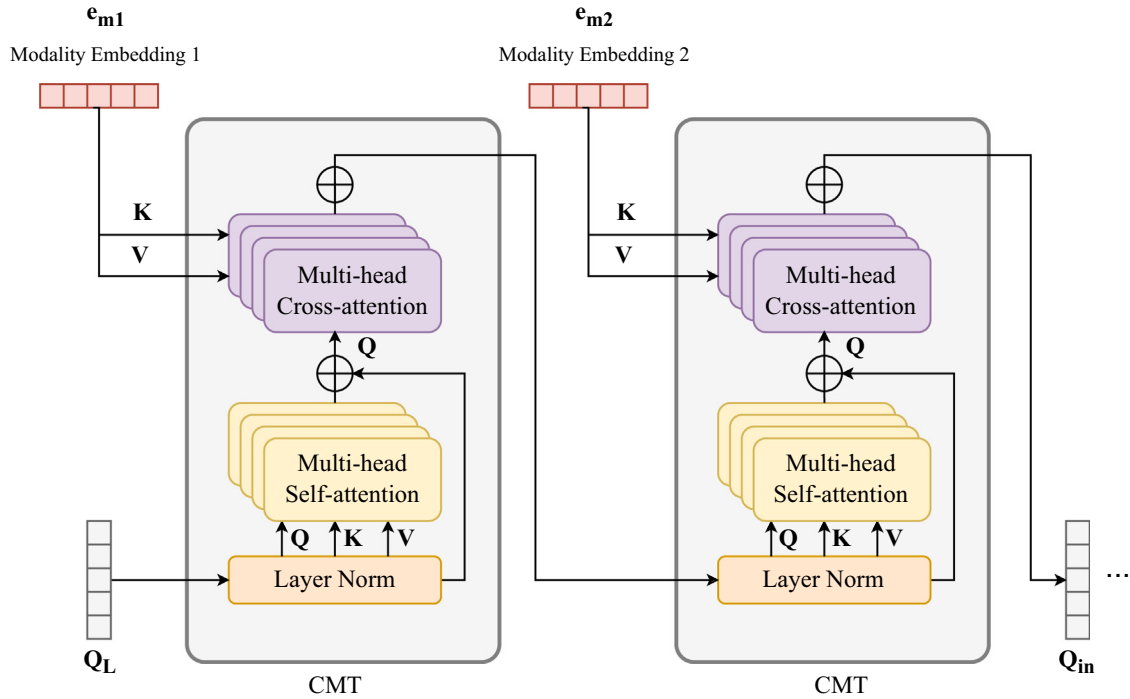 e_m1
Modality Embedding 1
e_m2
Modality Embedding 2
K
V
Multi-head
Cross-attention
Q
Multi-head
Self-attention
Q K V
Layer Norm
Q_L
CMT
K
V
Multi-head
Cross-attention
Q
Multi-head
Self-attention
Q K V
Layer Norm
CMT
...
Q_in